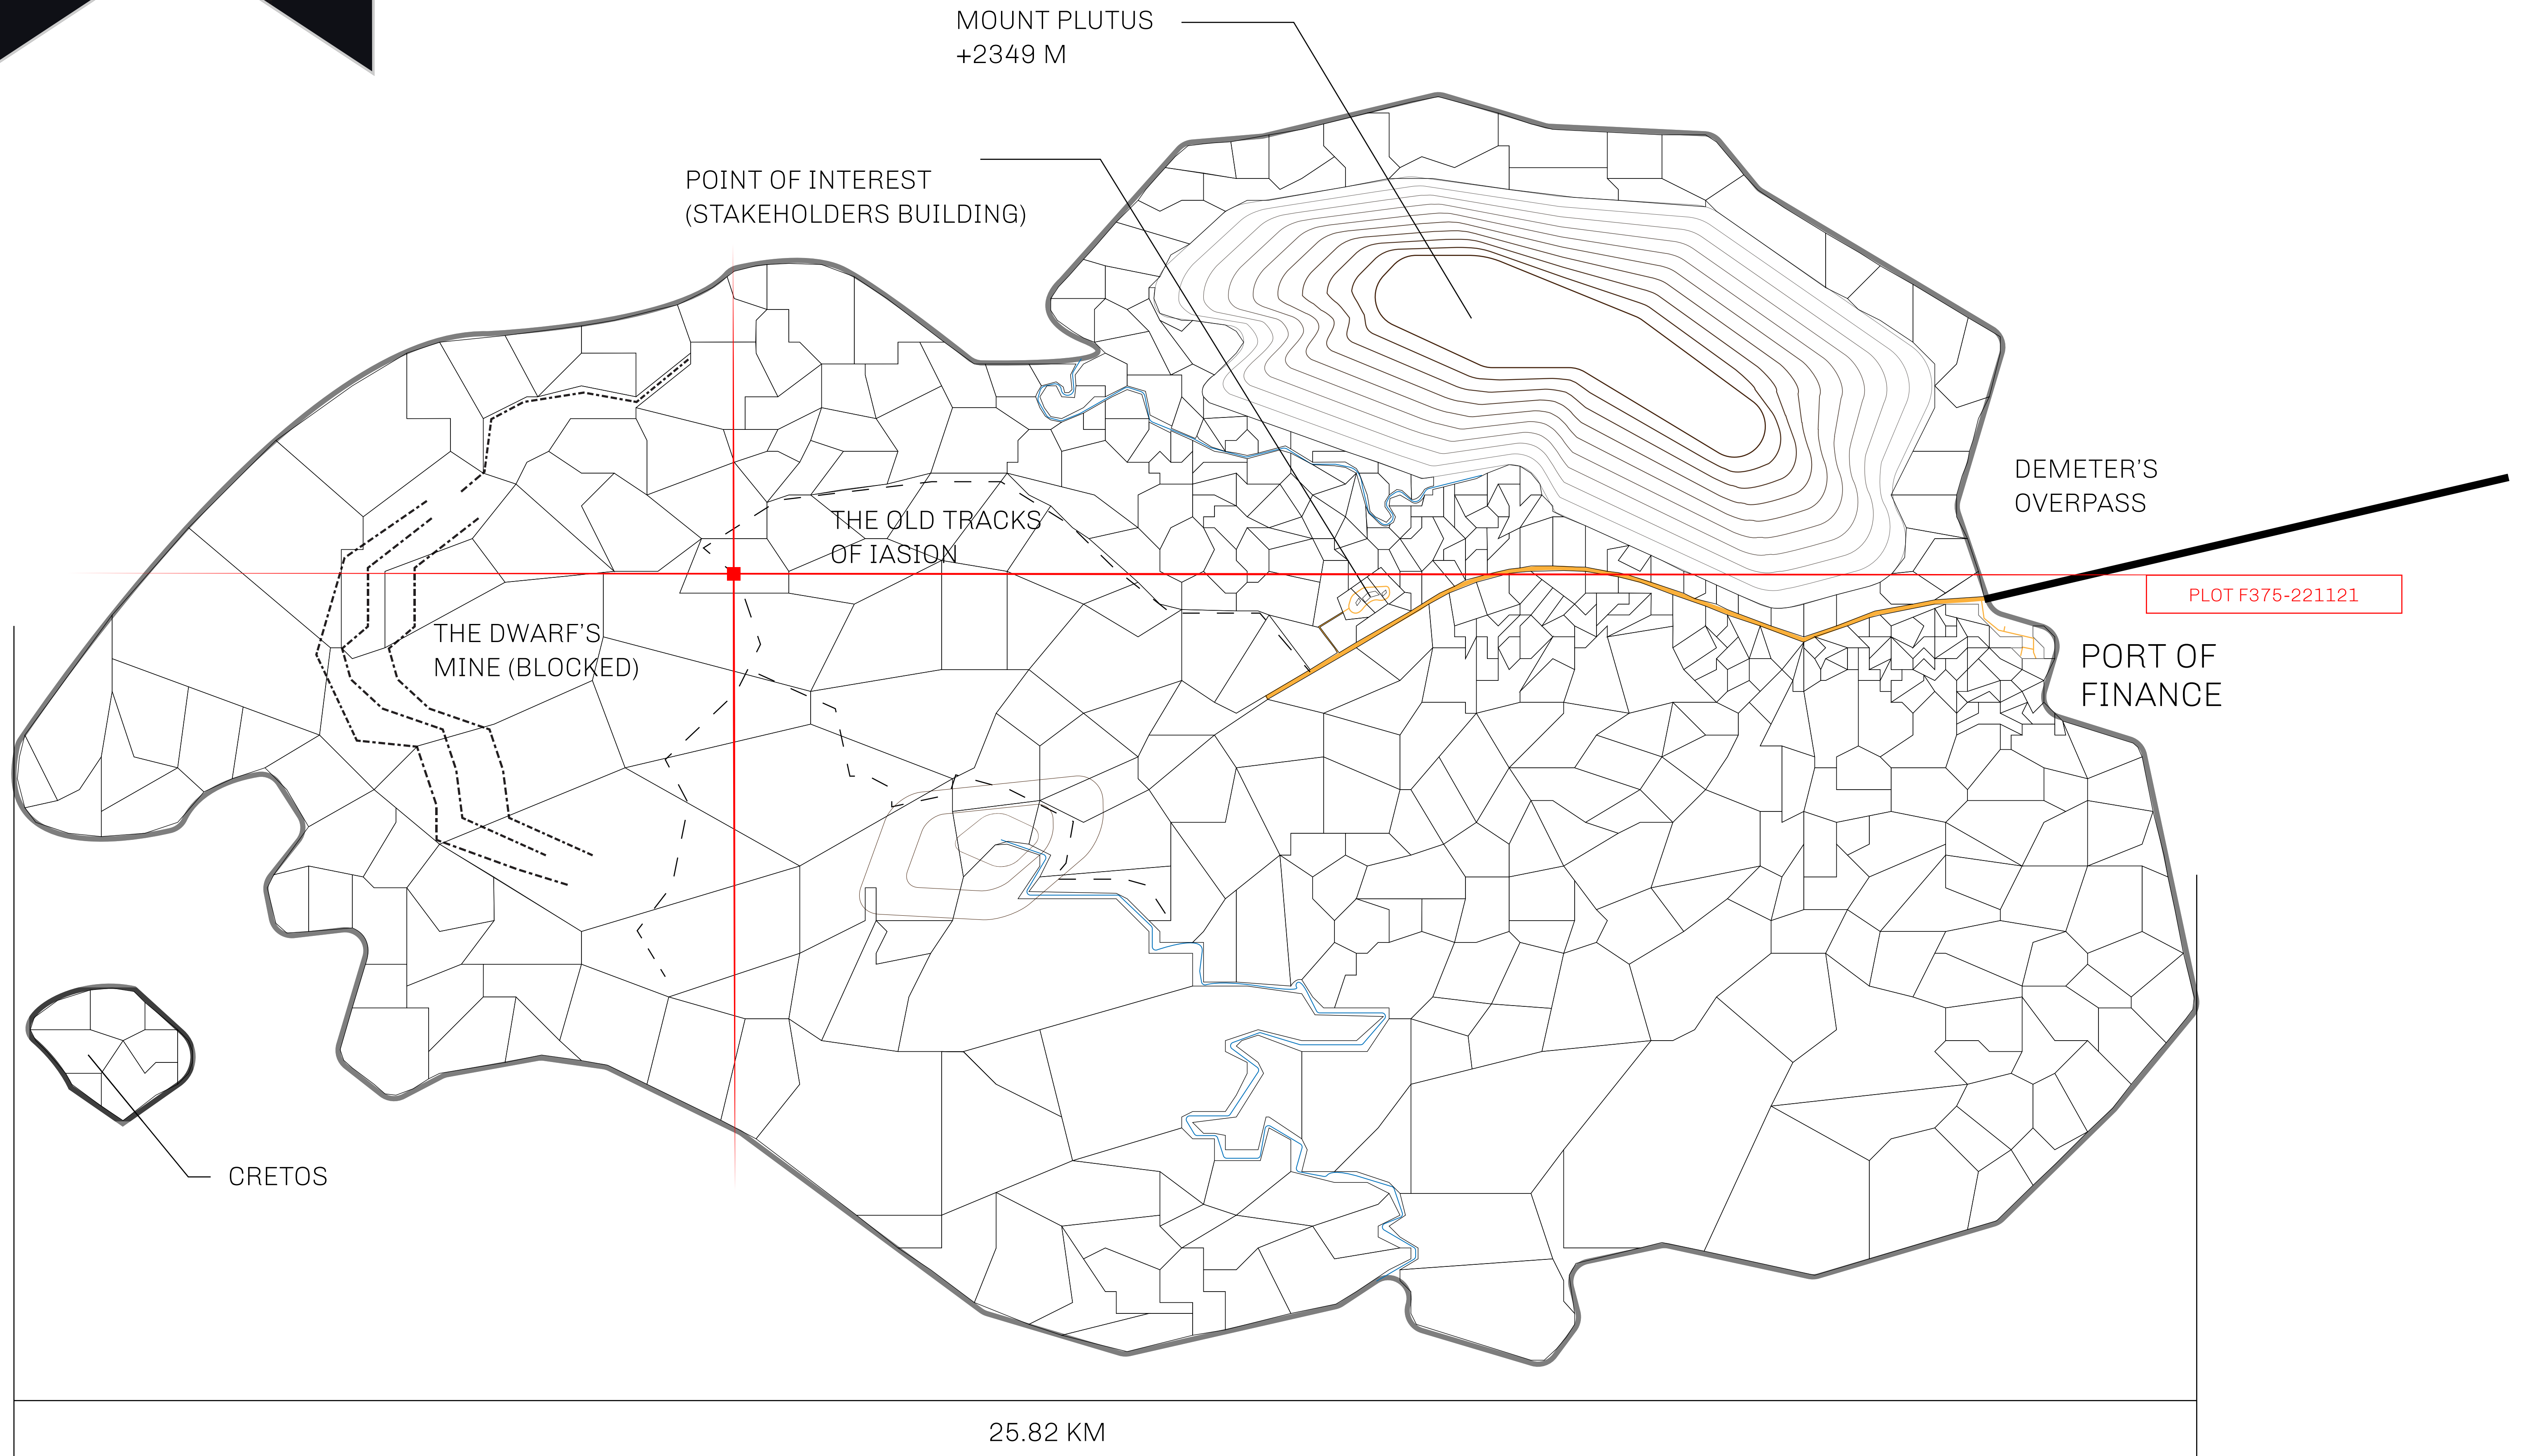 MOUNT PLUTUS
+2349 M
POINT OF INTEREST
(STAKEHOLDERS BUILDING)
DEMETER'S
OVERPASS
THE OLD TRACKS
OF IASION
PLOT F375-221121
THE DWARF'S
MINE (BLOCKED)
PORT OF
FINANCE
CRETOS
25.82 KM